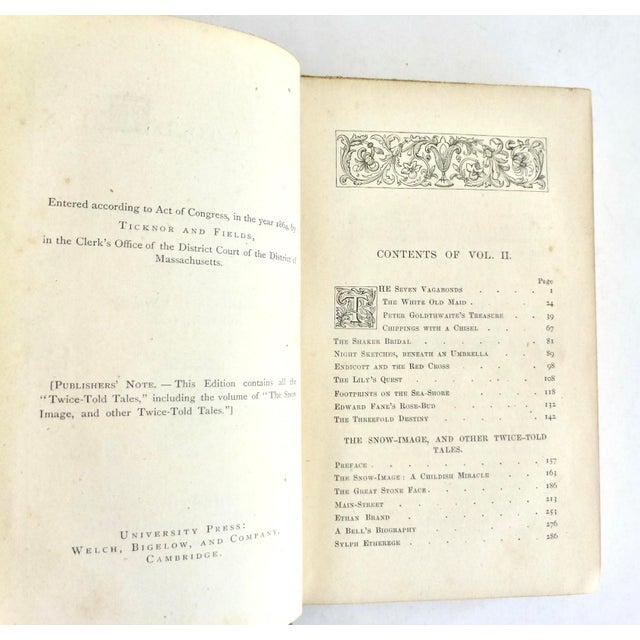 Entered according to Act of Congress, in the year by
TICKNOR AND FIELDS,
in the Clerk's Office of the District Court of the District of
Massachusetts.
[PUBLISHERS' NOTE. — This Edition contains all the
"Twice-Told Tales," including the volume of "The Snow
Image, and other Twice-Told Tales."]
UNIVERSITY PRESS:
WELCH, BIGELOW, AND COMPANY,
CAMBRIDGE.
CONTENTS OF VOL. II.
Page
THE SEVEN VAGABONDS . . . . 1
THE WHITE OLD MAID . . . . 24
PETER GOLDTHWAITE'S TREASURE . . 39
CHIPPINGS WITH A CHISEL . . . 67
THE SHAKER BRIDAL . . . . . 81
NIGHT SKETCHES, BENEATH AN UMBRELLA . . 89
ENDICOTT AND THE RED CROSS . . . 98
THE LILY'S QUEST . . . . . 108
FOOTPRINTS ON THE SEA-SHORE . . . 118
EDWARD FANE'S ROSE-BUD . . . . 132
THE THREEFOLD DESTINY . . . . 142
THE SNOW-IMAGE, AND OTHER TWICE-TOLD
TALES.
PREFACE . . . . . . . 157
THE SNOW-IMAGE: A CHILDISH MIRACLE . . 163
THE GREAT STONE FACE . . . . . 186
MAIN-STREET . . . . . . 213
ETHAN BRAND . . . . . . 253
A BELL'S BIOGRAPHY . . . . . 276
SYLPH ETHEREGE . . . . . . 286